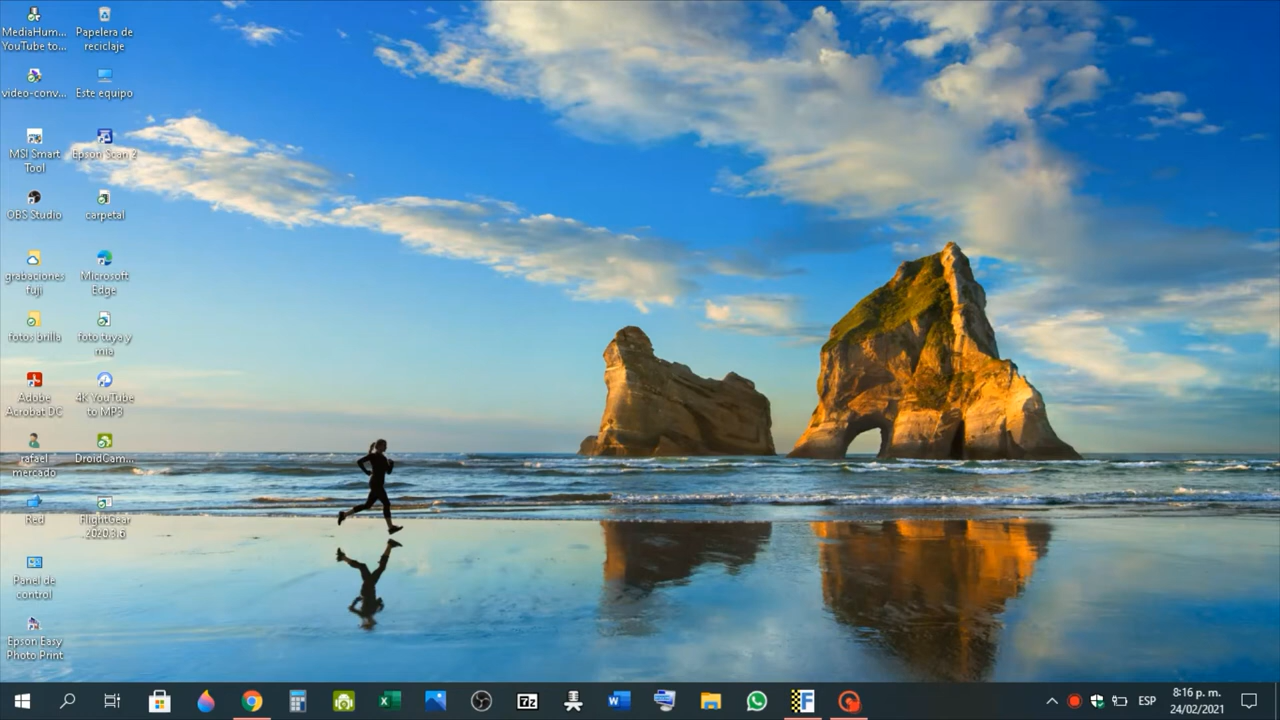 MediaHum...
YouTube to...
Papelera de
reciclaje
video-conv...
Este equipo
MSI Smart
Tool
Epson Scan 2
OBS Studio
carpetal
grabaciones
fuji
Microsoft
Edge
fotos brilla
foto tuya y
mia
Adobe
Acrobat DC
4K YouTube
to MP3
rafael
mercado
DroidCam...
Red
FlightGear
2020.3.6
Panel de
control
Epson Easy
Photo Print
7z
ESP
8:16 p. m.
24/02/2021